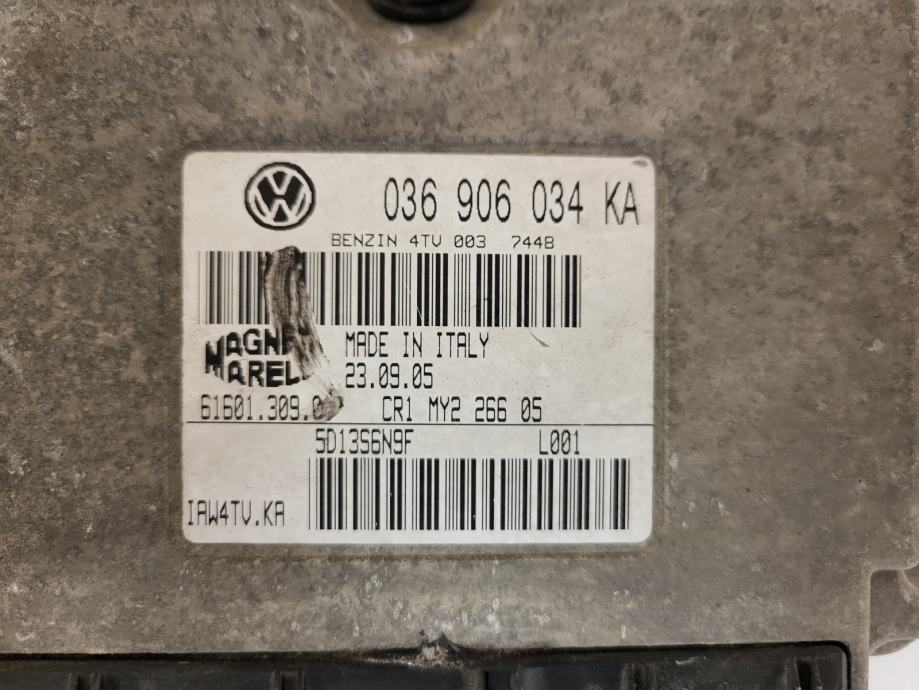 036 906 034 KA
BENZIN 4TV 003 7448
MADE IN ITALY
23.09.05
CR1 MY2 266 05
5D13S6N9F L001
IAW4TV.KA